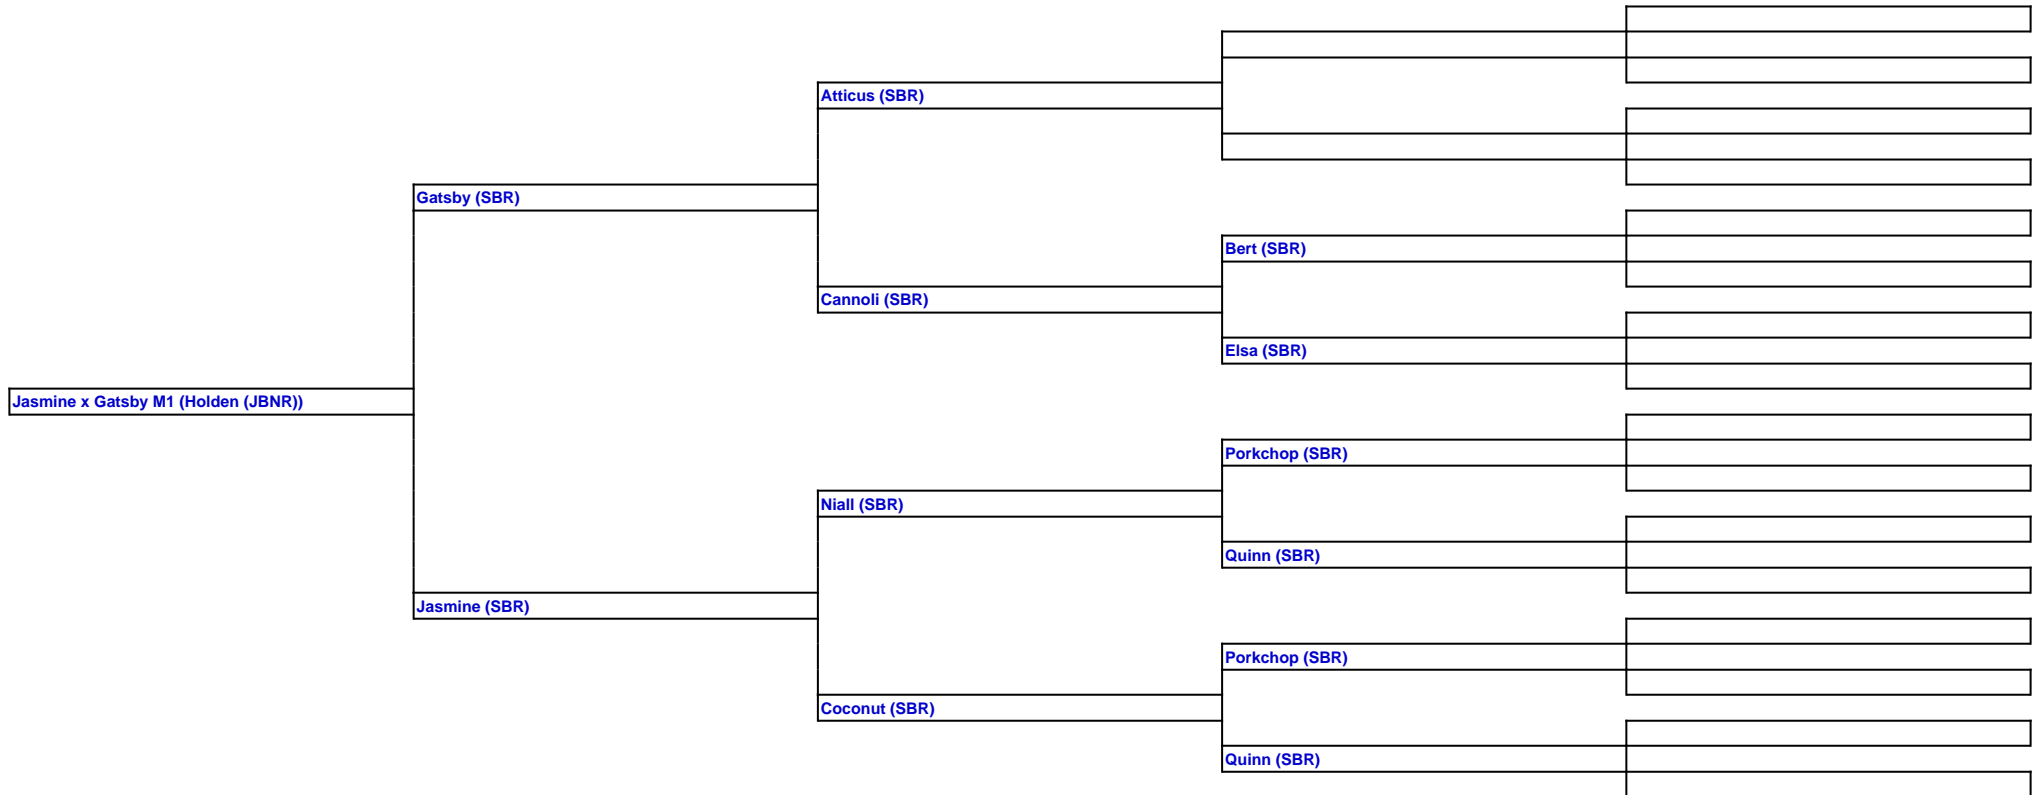 Atticus (SBR)
Gatsby (SBR)
Bert (SBR)
Cannoli (SBR)
Elsa (SBR)
Jasmine x Gatsby M1 (Holden (JBNR))
Porkchop (SBR)
Niall (SBR)
Quinn (SBR)
Jasmine (SBR)
Porkchop (SBR)
Coconut (SBR)
Quinn (SBR)